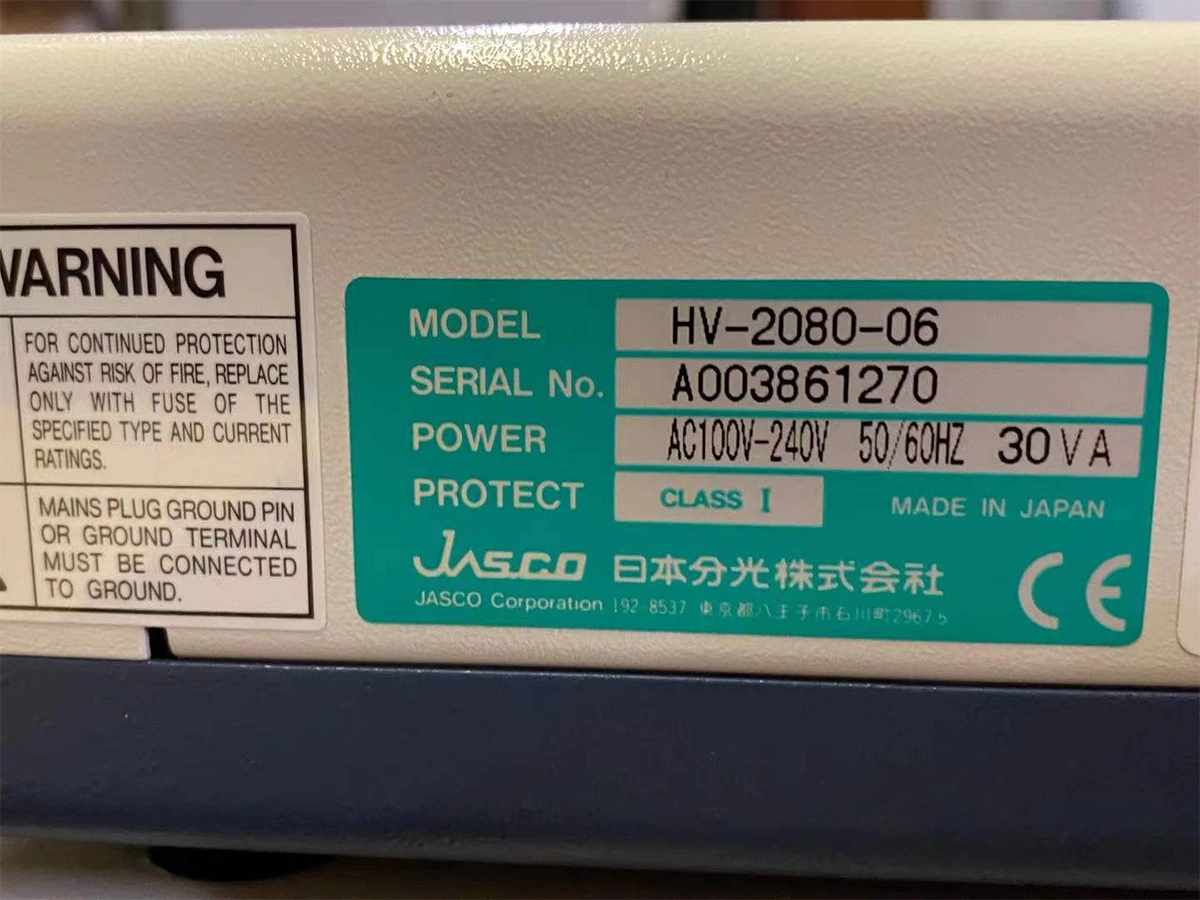 WARNING
FOR CONTINUED PROTECTION
AGAINST RISK OF FIRE, REPLACE
ONLY WITH FUSE OF THE
SPECIFIED TYPE AND CURRENT
RATINGS.
MAINS PLUG GROUND PIN
OR GROUND TERMINAL
MUST BE CONNECTED
TO GROUND.
MODEL HV-2080-06
SERIAL No. A003861270
POWER AC100V-240V 50/60HZ 30VA
PROTECT CLASS I MADE IN JAPAN
JASCO 日本分光株式会社 CE
JASCO Corporation 192 8537 東京都八王子市石川町2967-5